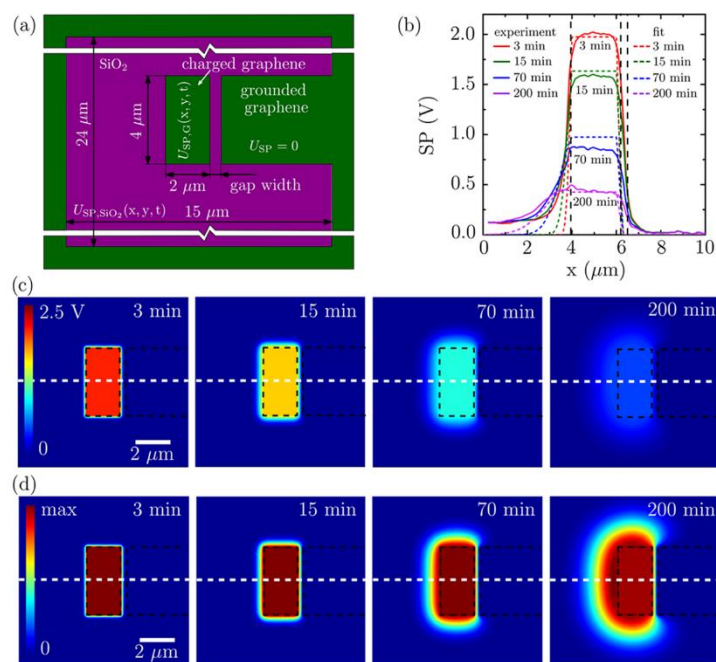 (a)
SiO₂
charged graphene
grounded
graphene
U_SP,G(x, y, t)
U_SP = 0
4 μm
24 μm
2 μm
gap width
U_SP,SiO₂(x, y, t)
15 μm
(b)
experiment
3 min
15 min
70 min
200 min
fit
3 min
15 min
70 min
200 min
3 min
15 min
70 min
200 min
SP (V)
2.0
1.5
1.0
0.5
0.0
0 2 4 6 8 10
x (μm)
(c)
2.5 V
0
3 min
2 μm
15 min
70 min
200 min
(d)
max
0
3 min
2 μm
15 min
70 min
200 min